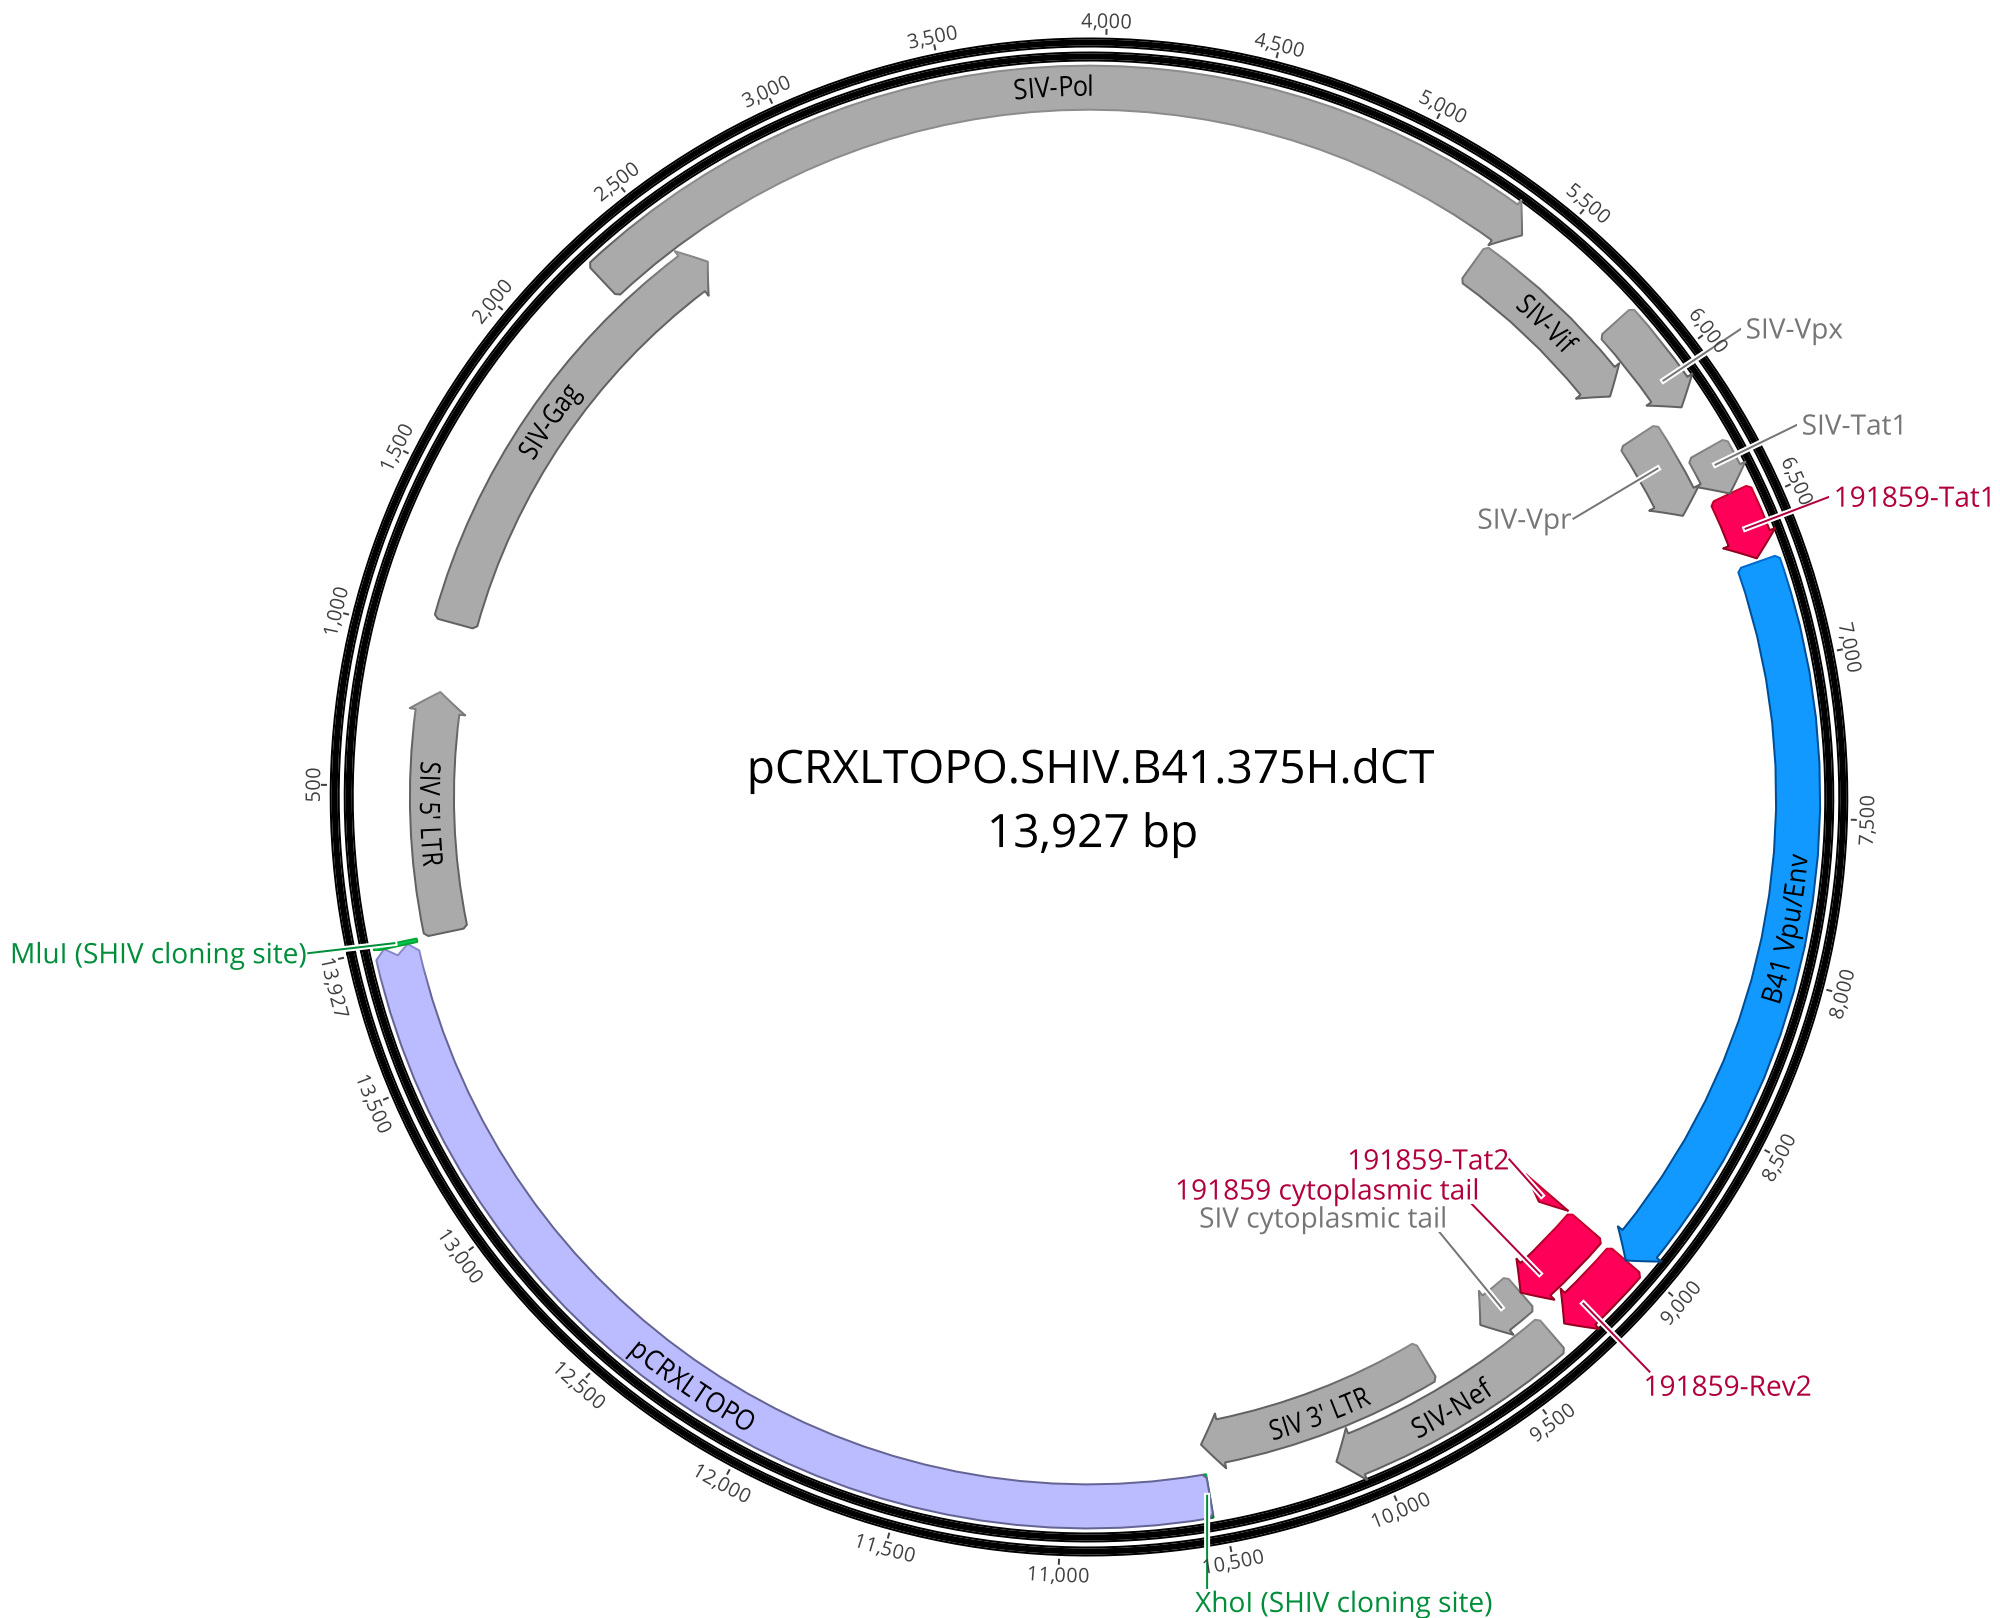 4,000
3,500
4,500
SIV-Pol
3,000
5,000
2,500
5,500
2,000
6,000
SIV-Vpx
SIV-Vif
SIV-Gag
SIV-Tat1
1,500
6,500
191859-Tat1
SIV-Vpr
1,000
7,000
pCRXLTOPO.SHIV.B41.375H.dCT
13,927 bp
500
SIV 5' LTR
7,500
B41 Vpu/Env
MluI (SHIV cloning site)
13,927
8,000
13,500
8,500
191859-Tat2
191859 cytoplasmic tail
SIV cytoplasmic tail
13,000
9,000
pCRXLTOPO
12,500
191859-Rev2
SIV 3' LTR
SIV-Nef
9,500
12,000
10,000
11,500
10,500
11,000
XhoI (SHIV cloning site)